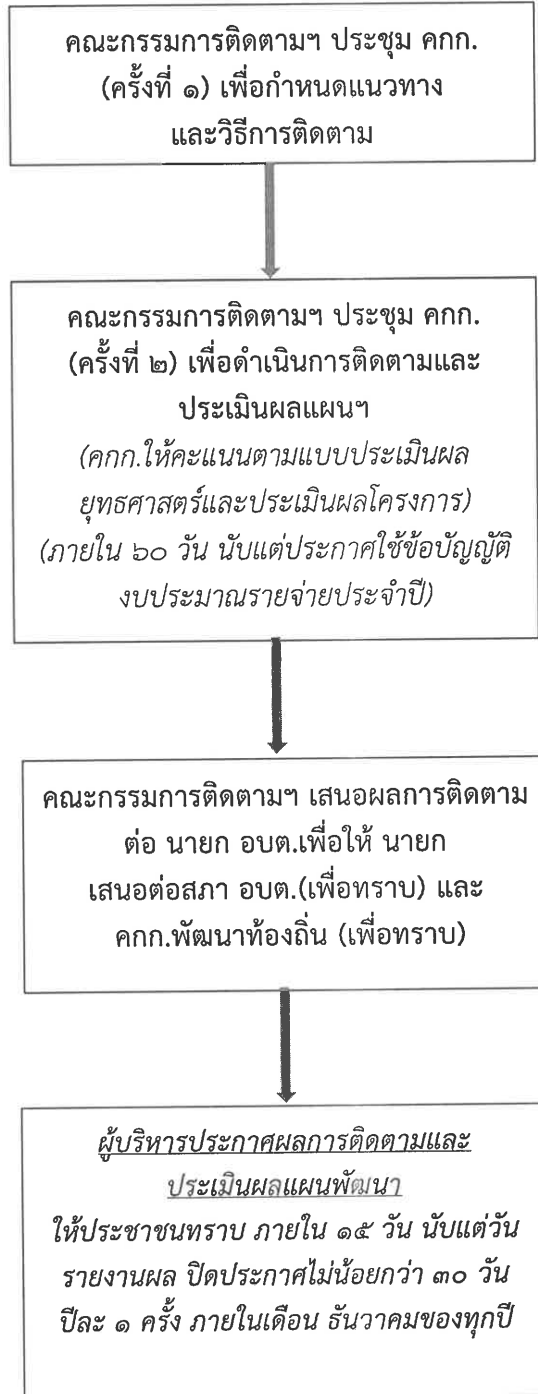 คณะกรรมการติดตามฯ ประชุม คกก.
(ครั้งที่ ๑) เพื่อกำหนดแนวทาง
และวิธีการติดตาม
คณะกรรมการติดตามฯ ประชุม คกก.
(ครั้งที่ ๒) เพื่อดำเนินการติดตามและ
ประเมินผลแผนฯ
(คกก.ให้คะแนนตามแบบประเมินผล
ยุทธศาสตร์และประเมินผลโครงการ)
(ภายใน ๖๐ วัน นับแต่ประกาศใช้ข้อบัญญัติ
งบประมาณรายจ่ายประจำปี)
คณะกรรมการติดตามฯ เสนอผลการติดตาม
ต่อ นายก อบต.เพื่อให้ นายก
เสนอต่อสภา อบต.(เพื่อทราบ) และ
คกก.พัฒนาท้องถิ่น (เพื่อทราบ)
ผู้บริหารประกาศผลการติดตามและ
ประเมินผลแผนพัฒนา
ให้ประชาชนทราบ ภายใน ๑๕ วัน นับแต่วัน
รายงานผล ปิดประกาศไม่น้อยกว่า ๓๐ วัน
ปีละ ๑ ครั้ง ภายในเดือน ธันวาคมของทุกปี